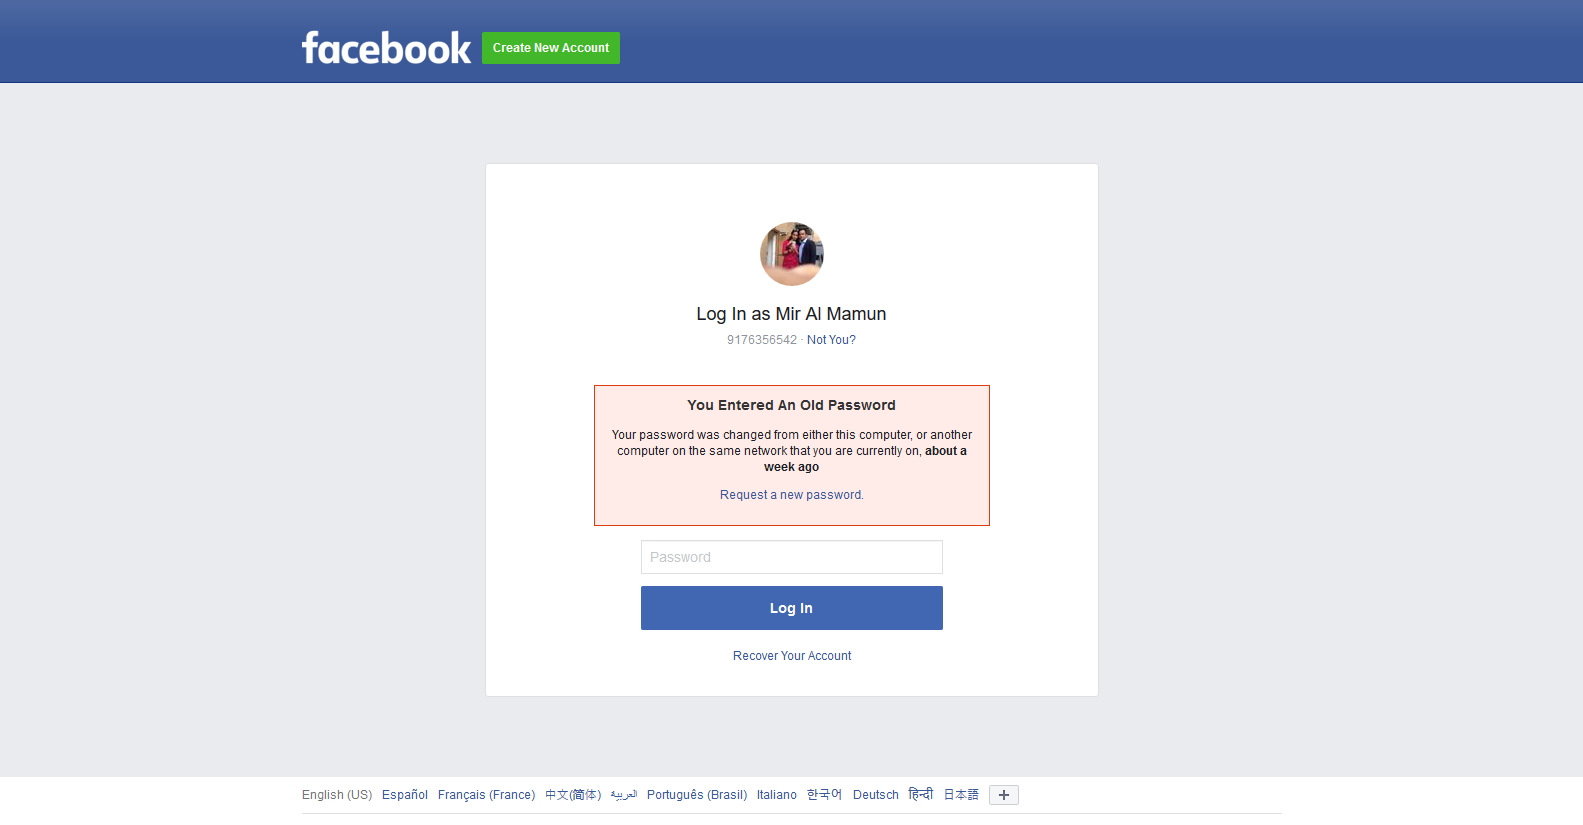 facebook
Create New Account
Log In as Mir Al Mamun
9176356542 · Not You?
You Entered An Old Password
Your password was changed from either this computer, or another
computer on the same network that you are currently on, about a
week ago
Request a new password.
Password
Log In
Recover Your Account
English (US) Español Français (France) 中文(简体) العربية Português (Brasil) Italiano 한국어 Deutsch हिन्दी 日本語 +